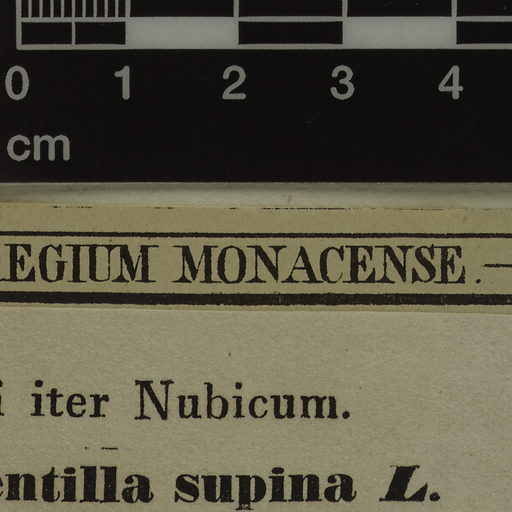 0 1 2 3 4
cm
EGIUM MONACENSE.—
i iter Nubicum.
entilla supina L.